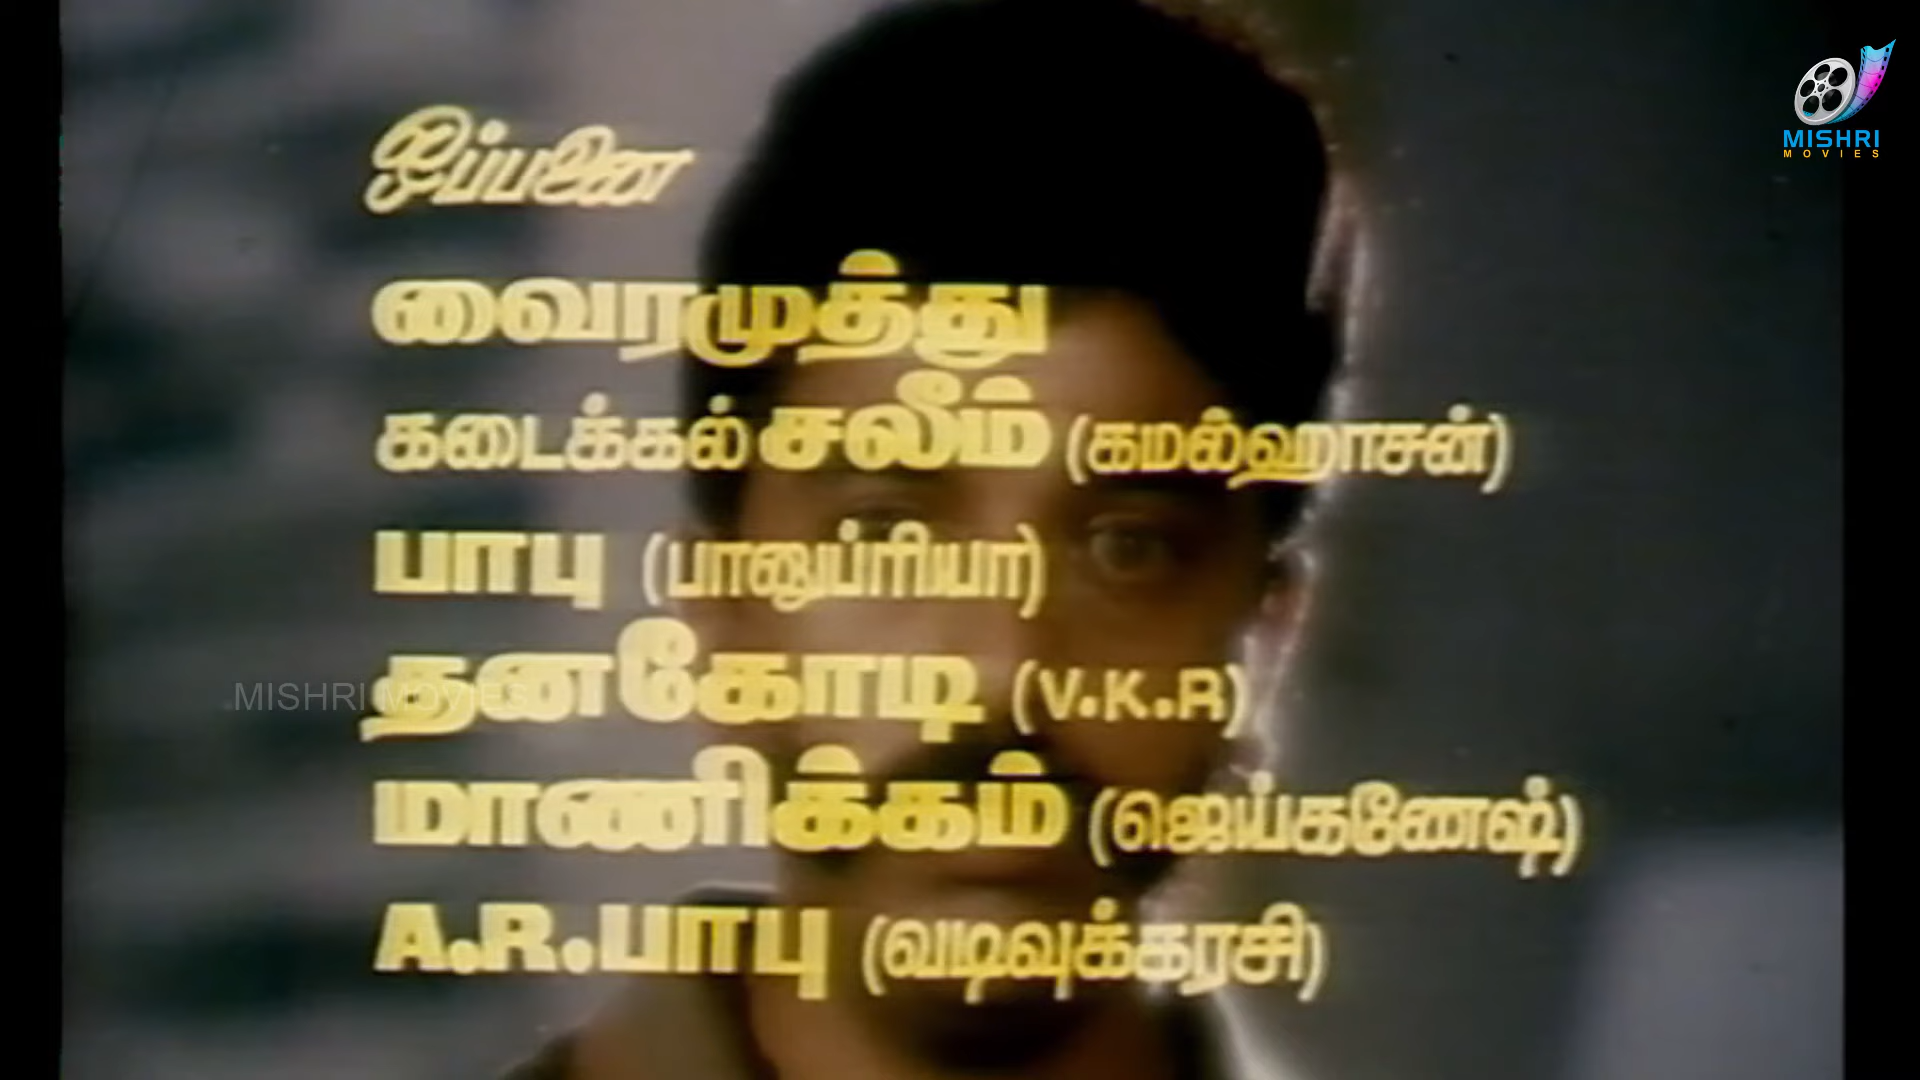 MISHRI
MOVIES
ஒப்பனை
வைரமுத்து
கடைக்கல் சலீம் (கமல்ஹாசன்)
பாபு (பானுப்ரியா)
தனகோடி (V.K.R)
MISHRI MOVIES
மாணிக்கம் (ஜெய்கணேஷ்)
A.R.பாபு (வடிவுக்கரசி)